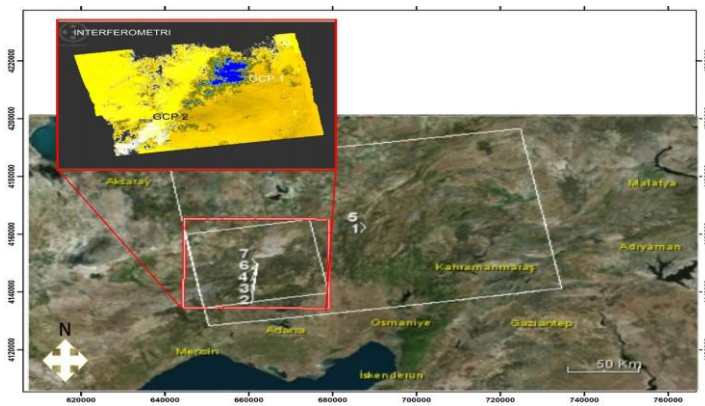 INTERFEROMETRI
GCP-1
GCP-2
4220000
4200000
4180000
4160000
4140000
4120000
Aksaray
Malatya
5
1
Adıyaman
7
6
4
3
2
Kahramanmaraş
Adana
Osmaniye
Gaziantep
Mercin
N
İskenderun
50 Km
620000
640000
660000
680000
700000
720000
740000
760000